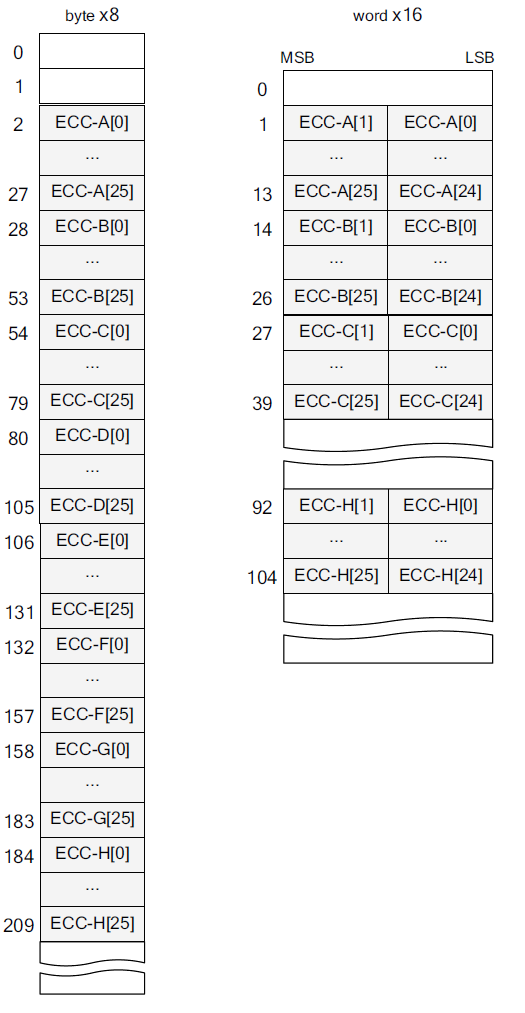 byte x8
0
1
2 ECC-A[0]
...
27 ECC-A[25]
28 ECC-B[0]
...
53 ECC-B[25]
54 ECC-C[0]
...
79 ECC-C[25]
80 ECC-D[0]
...
105 ECC-D[25]
106 ECC-E[0]
...
131 ECC-E[25]
132 ECC-F[0]
...
157 ECC-F[25]
158 ECC-G[0]
...
183 ECC-G[25]
184 ECC-H[0]
...
209 ECC-H[25]
word x16
MSB LSB
0
1 ECC-A[1] ECC-A[0]
... ...
13 ECC-A[25] ECC-A[24]
14 ECC-B[1] ECC-B[0]
... ...
26 ECC-B[25] ECC-B[24]
27 ECC-C[1] ECC-C[0]
... ...
39 ECC-C[25] ECC-C[24]
92 ECC-H[1] ECC-H[0]
... ...
104 ECC-H[25] ECC-H[24]